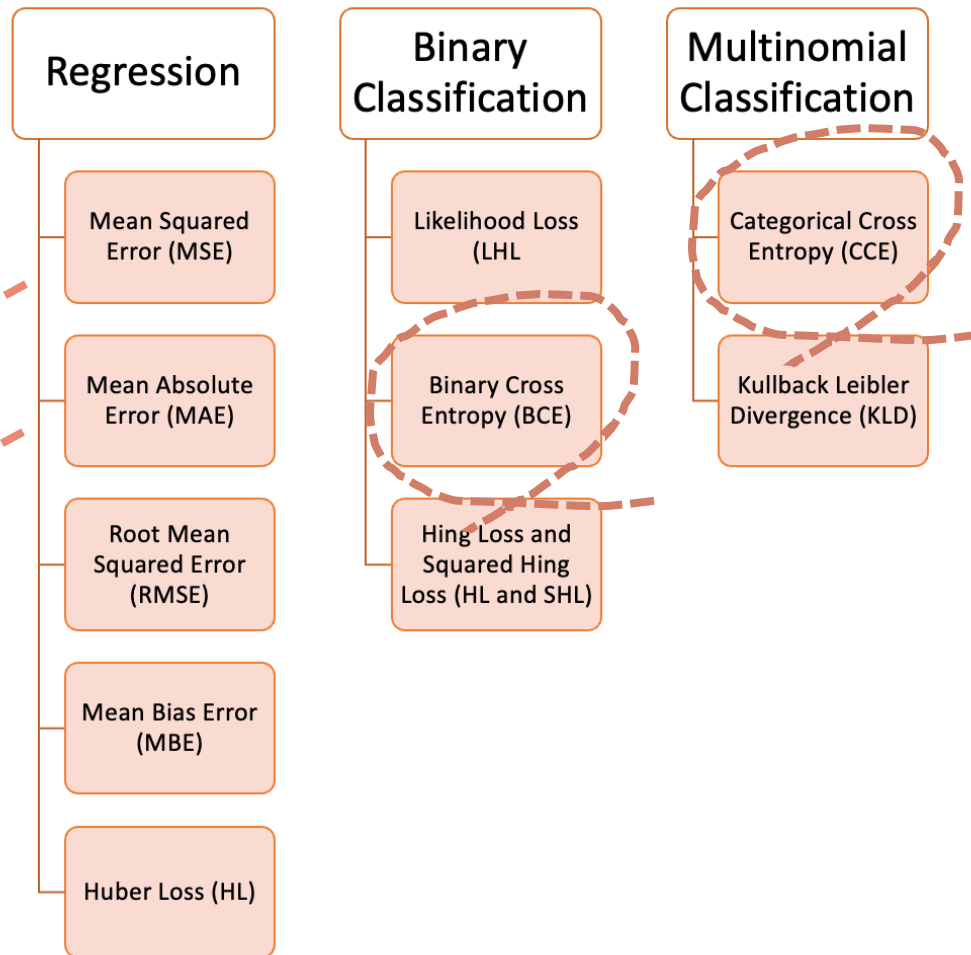 Regression
Mean Squared
Error (MSE)
Mean Absolute
Error (MAE)
Root Mean
Squared Error
(RMSE)
Mean Bias Error
(MBE)
Huber Loss (HL)
Binary
Classification
Likelihood Loss
(LHL
Binary Cross
Entropy (BCE)
Hing Loss and
Squared Hing
Loss (HL and SHL)
Multinomial
Classification
Categorical Cross
Entropy (CCE)
Kullback Leibler
Divergence (KLD)